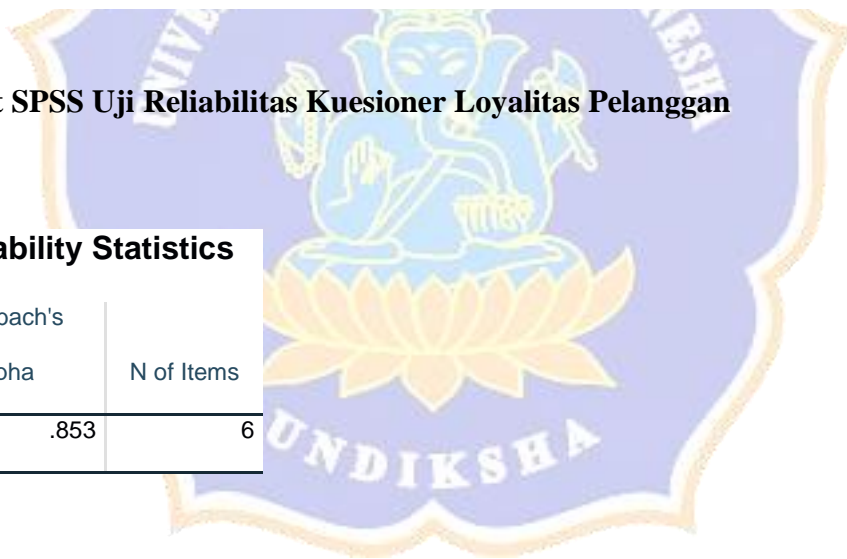 t SPSS Uji Reliabilitas Kuesioner Loyalitas Pelanggan
ability Statistics
bach's
pha N of Items
.853 6
UNDIKSHA